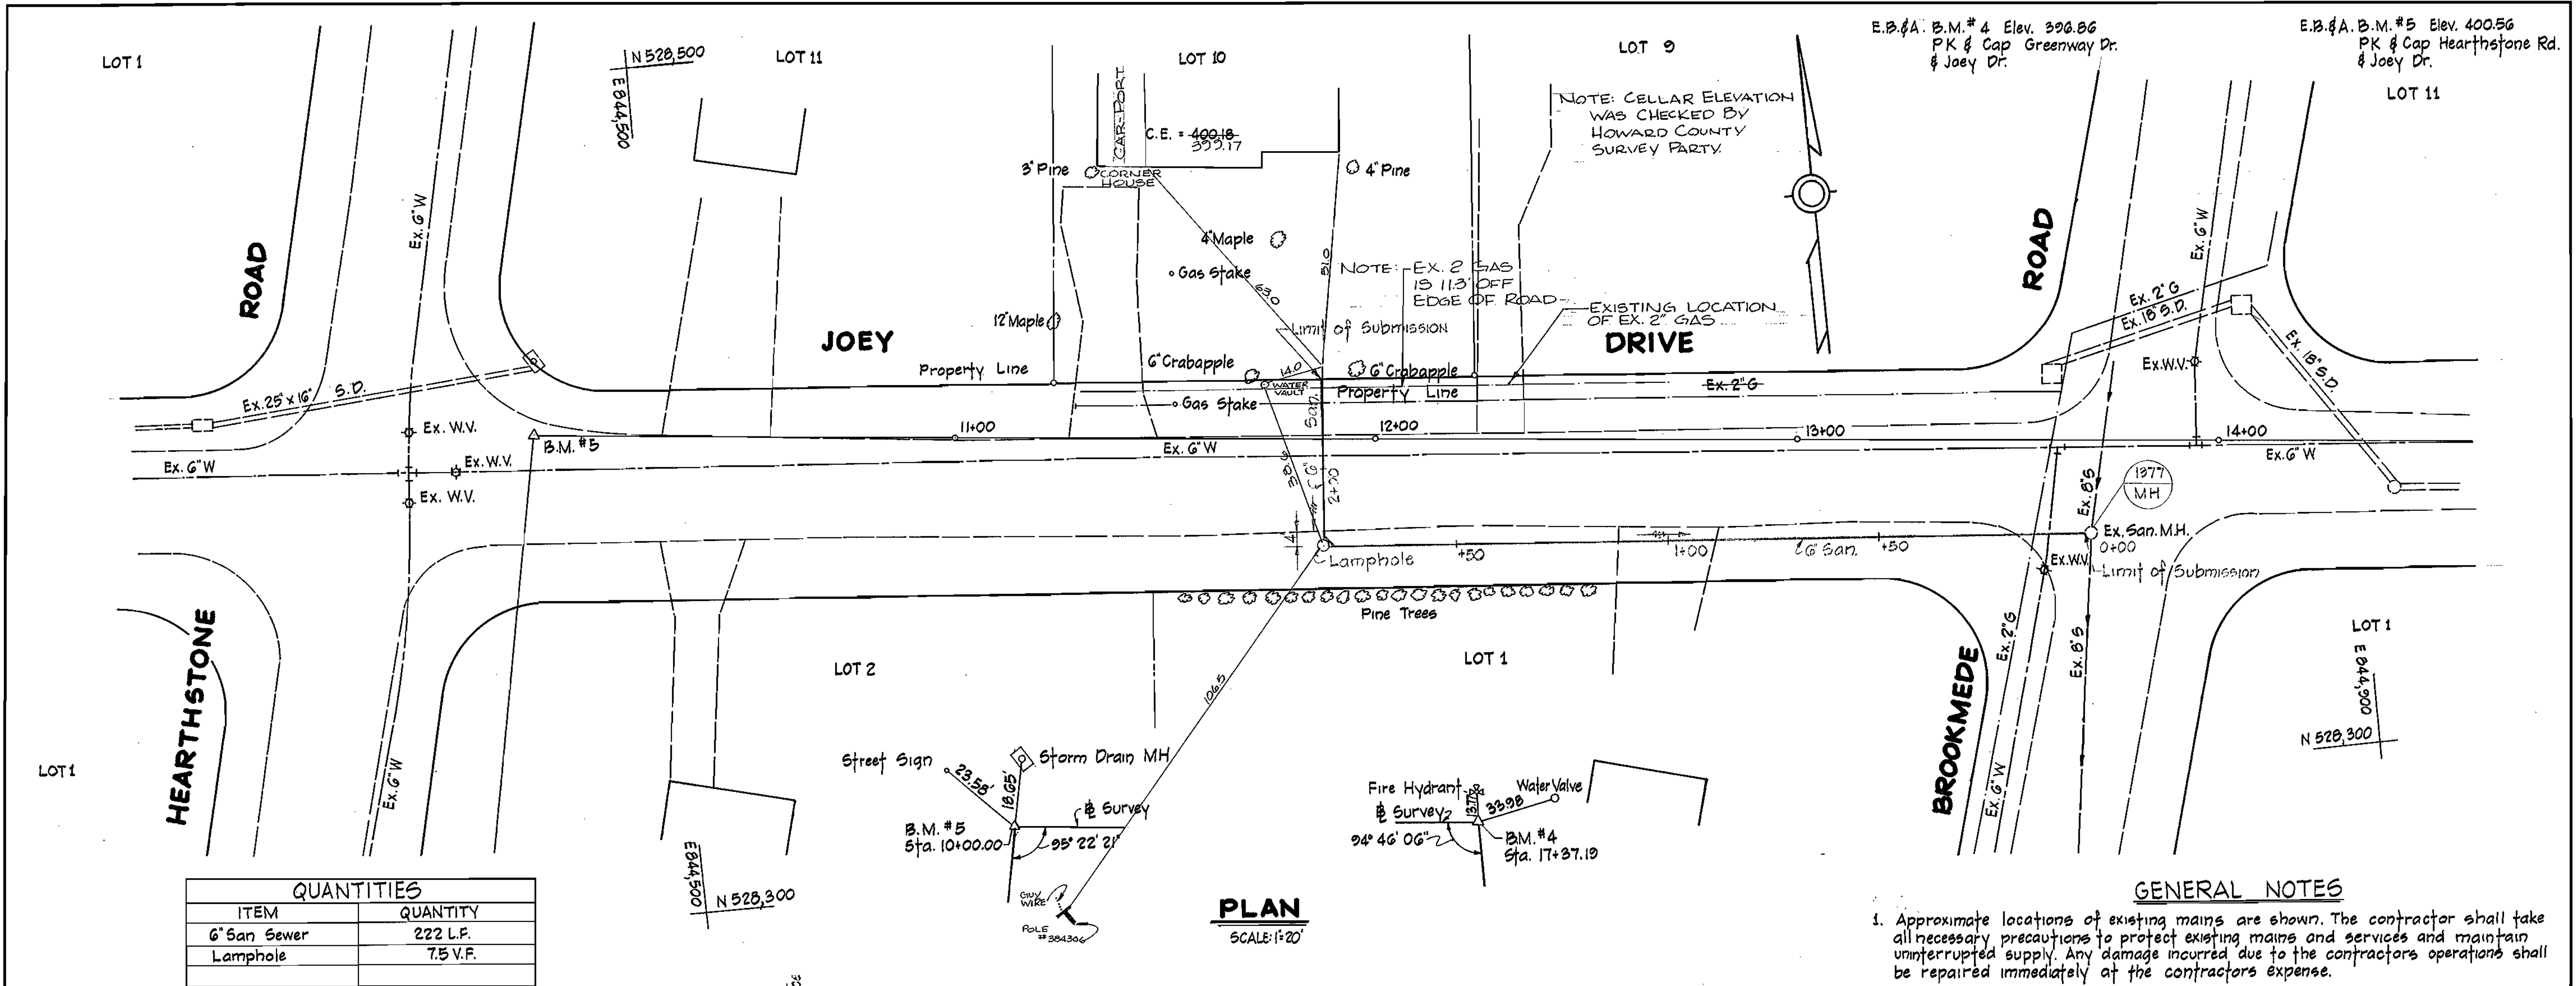 E.B.&A. B.M.#4 Elev. 396.86
PK & Cap Greenway Dr.
& Joey Dr.
E.B.&A. B.M.#5 Elev. 400.56
PK & Cap Hearthstone Rd.
& Joey Dr.
LOT 1
N 528,500
E 844,500
LOT 11
LOT 10
LOT 9
LOT 11
CAR-PORT
C.E. = 400.18
399.17
NOTE: CELLAR ELEVATION
WAS CHECKED BY
HOWARD COUNTY
SURVEY PARTY.
3" Pine
CORNER
HOUSE
4" Pine
Ex. 6" W
ROAD
4" Maple
Gas Stake
63.0
51.0
NOTE: EX. 2 GAS
IS 11.3' OFF
EDGE OF ROAD
EXISTING LOCATION
OF EX. 2" GAS
ROAD
Ex. 6" W
Ex. 2" G
Ex. 18" S.D.
Ex. 18" S.D.
12" Maple
JOEY
Limit of Submission
DRIVE
Property Line
6" Crabapple
14.0
6" Crabapple
Ex. W.V.
WATER
VAULT
Property Line
Ex. 2" G
Ex. 25" x 16" S.D.
Gas Stake
San.
Ex. W.V.
B.M. #5
11+00
12+00
13+00
14+00
Ex. 6" W
Ex. W.V.
Ex. 6" W
Ex. 6" W
Ex. W.V.
6"
2+00
Ex. 8" S
1377
MH
Lamphole
+50
1+00
6" San.
+50
Ex. San. M.H.
0+00
Ex. W.V.
Limit of Submission
Pine Trees
HEARTHSTONE
LOT 2
LOT 1
106.5
BROOKMEDE
Ex. 2" G
Ex. 8" S
LOT 1
E 844,900
N 528,300
LOT 1
Ex. 6" W
Street Sign
23.58'
18.65'
Storm Drain MH
℄ Survey
B.M. #5
Sta. 10+00.00
95° 22' 21"
Fire Hydrant
Water Valve
13.77
33.98
℄ Survey
94° 46' 06"
B.M. #4
Sta. 17+37.19
Ex. 6" W
E 844,500
N 528,300
GUY
WIRE
POLE
#384306
PLAN
SCALE: 1"=20'
QUANTITIES
ITEM QUANTITY
6" San Sewer 222 L.F.
Lamphole 7.5 V.F.
GENERAL NOTES
1. Approximate locations of existing mains are shown. The contractor shall take
all necessary precautions to protect existing mains and services and maintain
uninterrupted supply. Any damage incurred due to the contractors operations shall
be repaired immediately at the contractors expense.